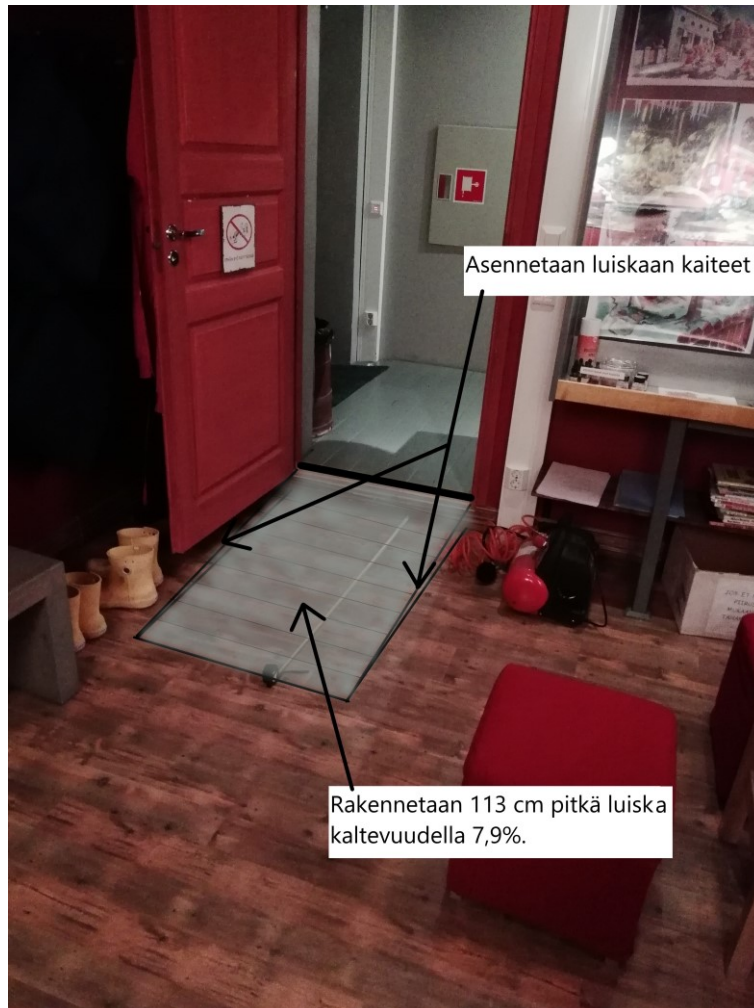 Asennetaan luiskaan kaiteet
Rakennetaan 113 cm pitkä luiska
kaltevuudella 7,9%.